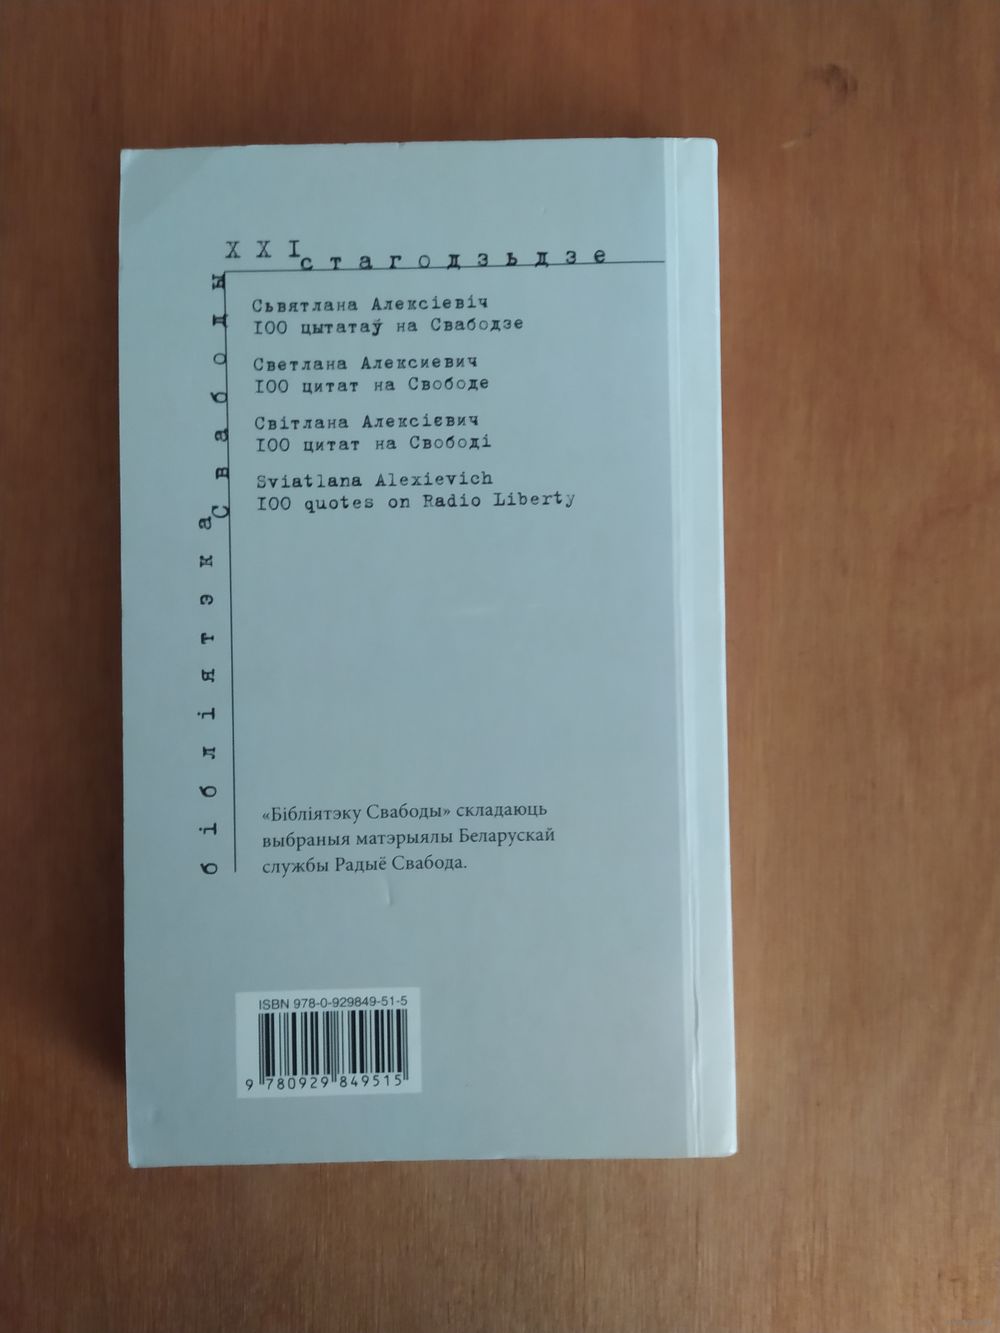 XXI стагодзьдзе
бібліятэка Свабоды
Сьвятлана Алексіевіч
100 цытатаў на Свабодзе
Светлана Алексиевич
100 цитат на Свободе
Світлана Алексієвич
100 цитат на Свободі
Sviatlana Alexievich
100 quotes on Radio Liberty
«Бібліятэку Свабоды» складаюць
выбраныя матэрыялы Беларускай
службы Радыё Свабода.
ISBN 978-0-929849-51-5
9 780929 849515